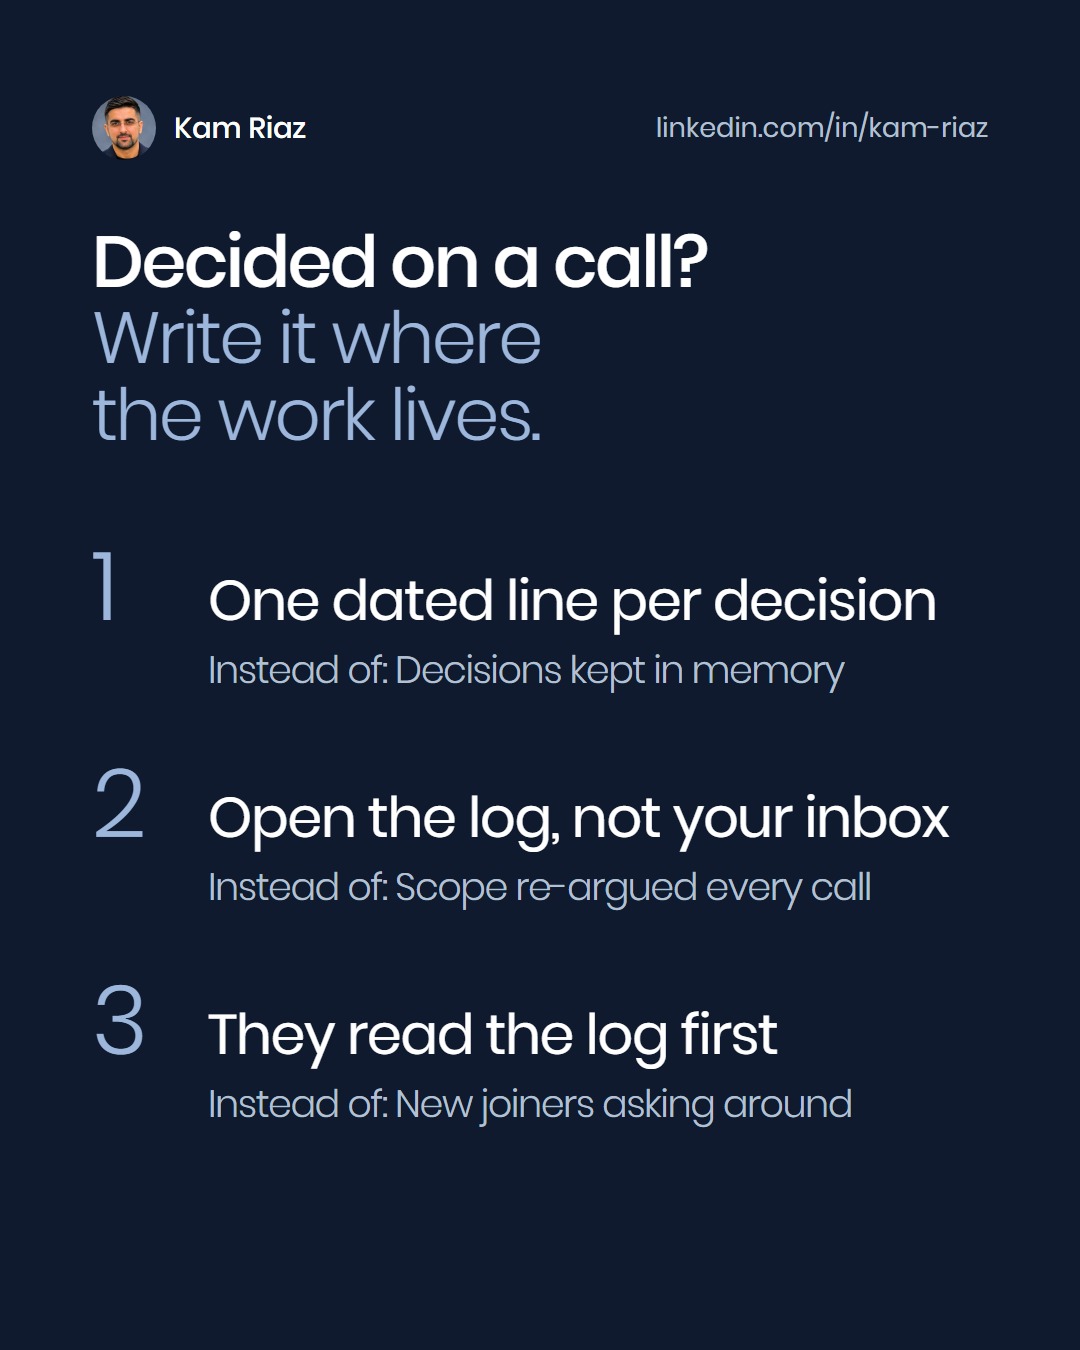 Kam Riaz
linkedin.com/in/kam-riaz
Decided on a call?
Write it where
the work lives.
1
One dated line per decision
Instead of: Decisions kept in memory
2
Open the log, not your inbox
Instead of: Scope re-argued every call
3
They read the log first
Instead of: New joiners asking around